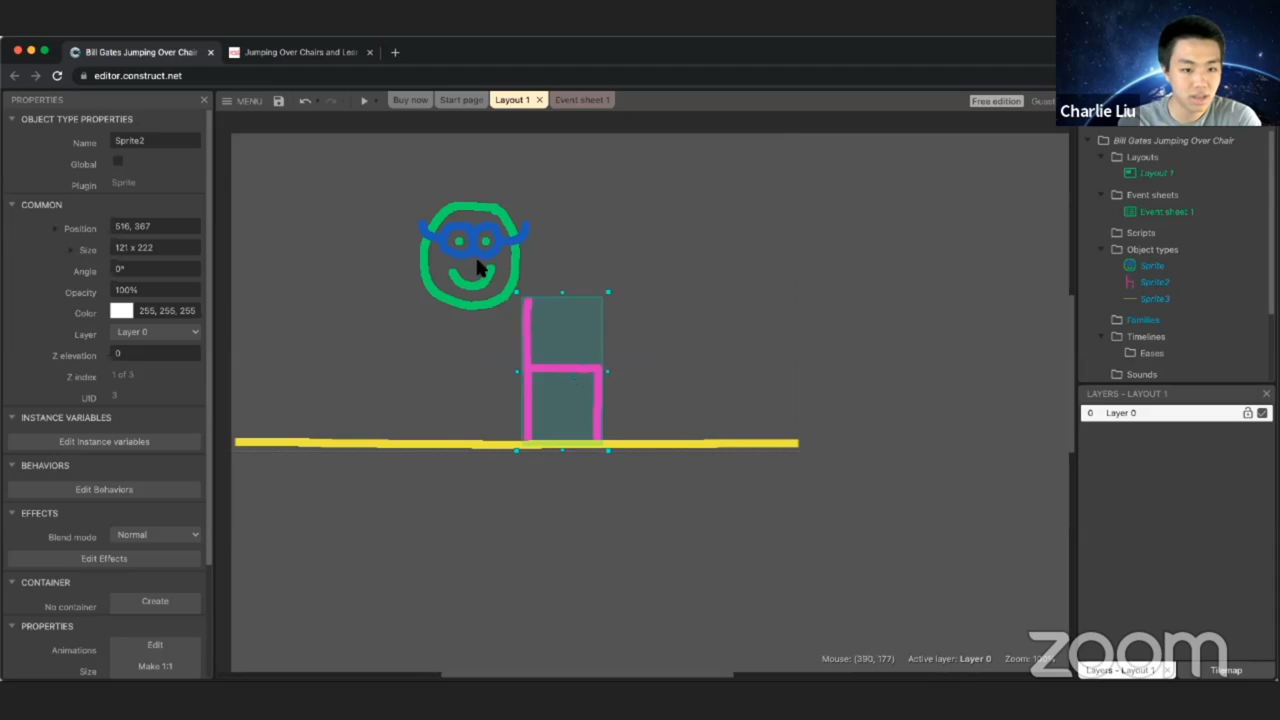 Bill Gates Jumping Over Chair
Jumping Over Chairs and Lear
editor.construct.net
Charlie Liu
PROPERTIES
MENU
Buy now
Start page
Layout 1
Event sheet 1
Free edition
OBJECT TYPE PROPERTIES
Name Sprite2
Global
Plugin Sprite
COMMON
Position 516, 367
Size 121 x 222
Angle 0°
Opacity 100%
Color 255, 255, 255
Layer Layer 0
Z elevation 0
Z index 1 of 3
UID 3
INSTANCE VARIABLES
Edit instance variables
BEHAVIORS
Edit Behaviors
EFFECTS
Blend mode Normal
Edit Effects
CONTAINER
No container Create
PROPERTIES
Animations Edit
Size Make 1:1
Bill Gates Jumping Over Chair
Layouts
Layout 1
Event sheets
Event sheet 1
Scripts
Object types
Sprite
Sprite2
Sprite3
Families
Timelines
Eases
Sounds
LAYERS - LAYOUT 1
0 Layer 0
Mouse: (390, 177) Active layer: Layer 0 Zoom: 100%
Layers - Layout 1
Tilemap
zoom